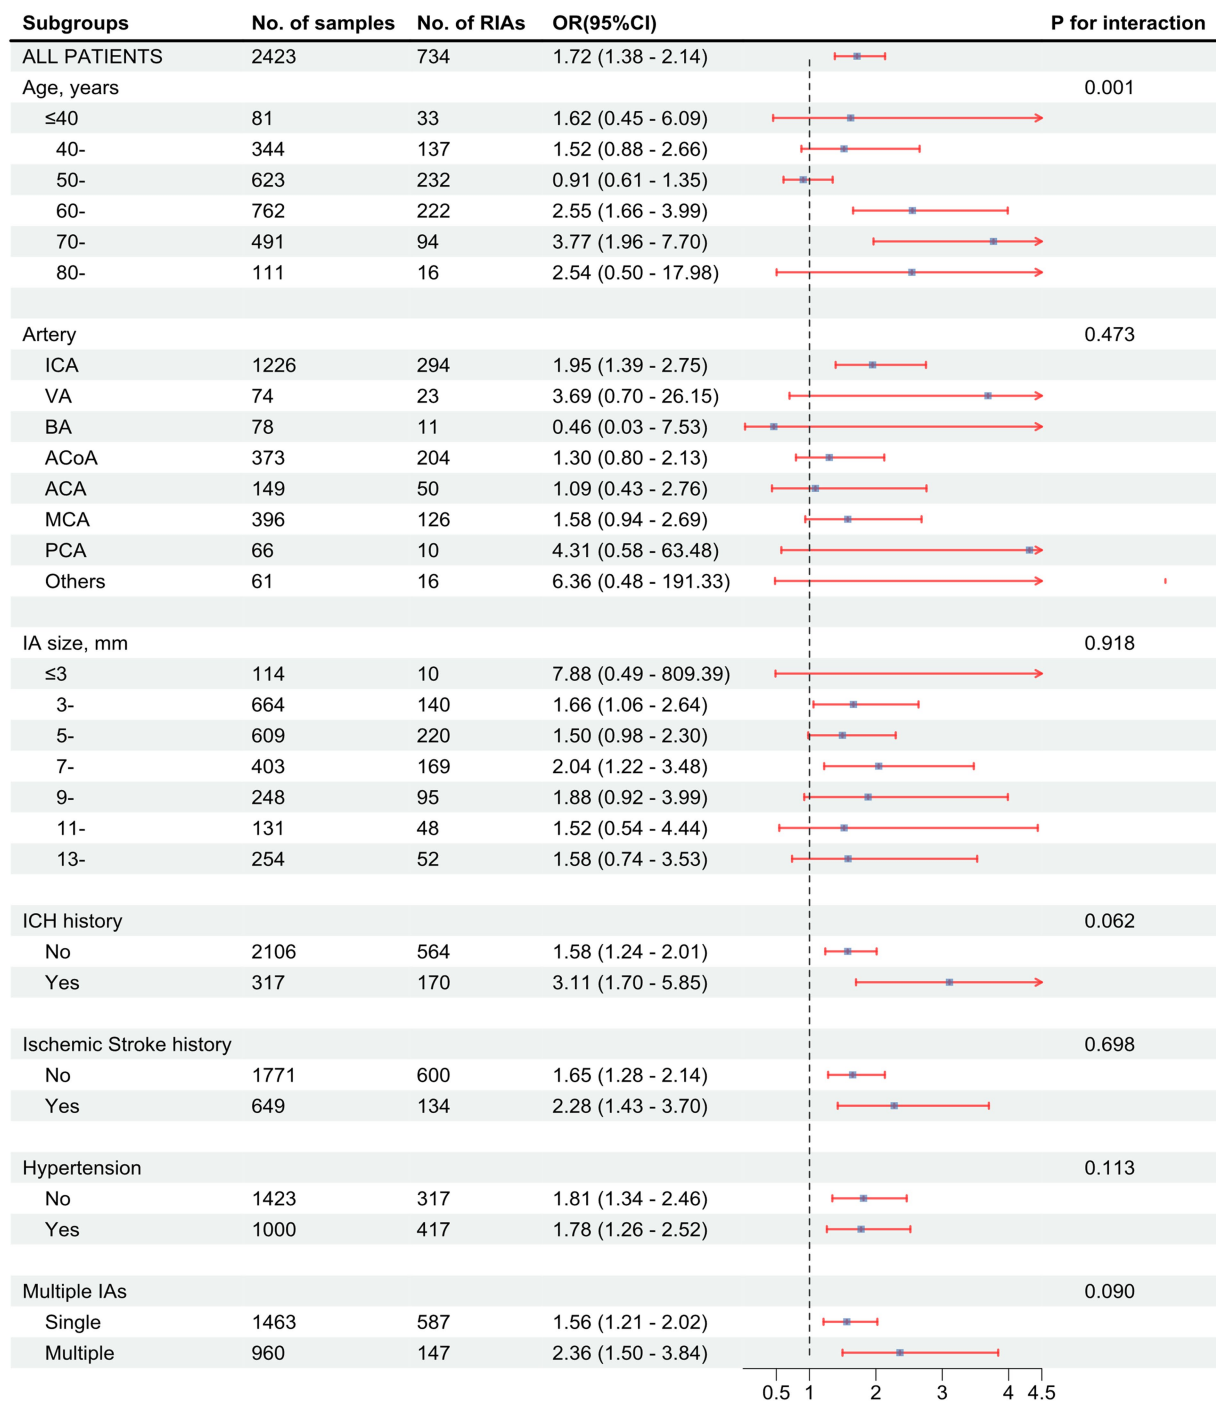 Subgroups No. of samples No. of RIAs OR(95%CI) P for interaction
ALL PATIENTS 2423 734 1.72 (1.38 - 2.14)
Age, years 0.001
≤40 81 33 1.62 (0.45 - 6.09)
40- 344 137 1.52 (0.88 - 2.66)
50- 623 232 0.91 (0.61 - 1.35)
60- 762 222 2.55 (1.66 - 3.99)
70- 491 94 3.77 (1.96 - 7.70)
80- 111 16 2.54 (0.50 - 17.98)
Artery 0.473
ICA 1226 294 1.95 (1.39 - 2.75)
VA 74 23 3.69 (0.70 - 26.15)
BA 78 11 0.46 (0.03 - 7.53)
ACoA 373 204 1.30 (0.80 - 2.13)
ACA 149 50 1.09 (0.43 - 2.76)
MCA 396 126 1.58 (0.94 - 2.69)
PCA 66 10 4.31 (0.58 - 63.48)
Others 61 16 6.36 (0.48 - 191.33)
IA size, mm 0.918
≤3 114 10 7.88 (0.49 - 809.39)
3- 664 140 1.66 (1.06 - 2.64)
5- 609 220 1.50 (0.98 - 2.30)
7- 403 169 2.04 (1.22 - 3.48)
9- 248 95 1.88 (0.92 - 3.99)
11- 131 48 1.52 (0.54 - 4.44)
13- 254 52 1.58 (0.74 - 3.53)
ICH history 0.062
No 2106 564 1.58 (1.24 - 2.01)
Yes 317 170 3.11 (1.70 - 5.85)
Ischemic Stroke history 0.698
No 1771 600 1.65 (1.28 - 2.14)
Yes 649 134 2.28 (1.43 - 3.70)
Hypertension 0.113
No 1423 317 1.81 (1.34 - 2.46)
Yes 1000 417 1.78 (1.26 - 2.52)
Multiple IAs 0.090
Single 1463 587 1.56 (1.21 - 2.02)
Multiple 960 147 2.36 (1.50 - 3.84)
0.5 1 2 3 4 4.5